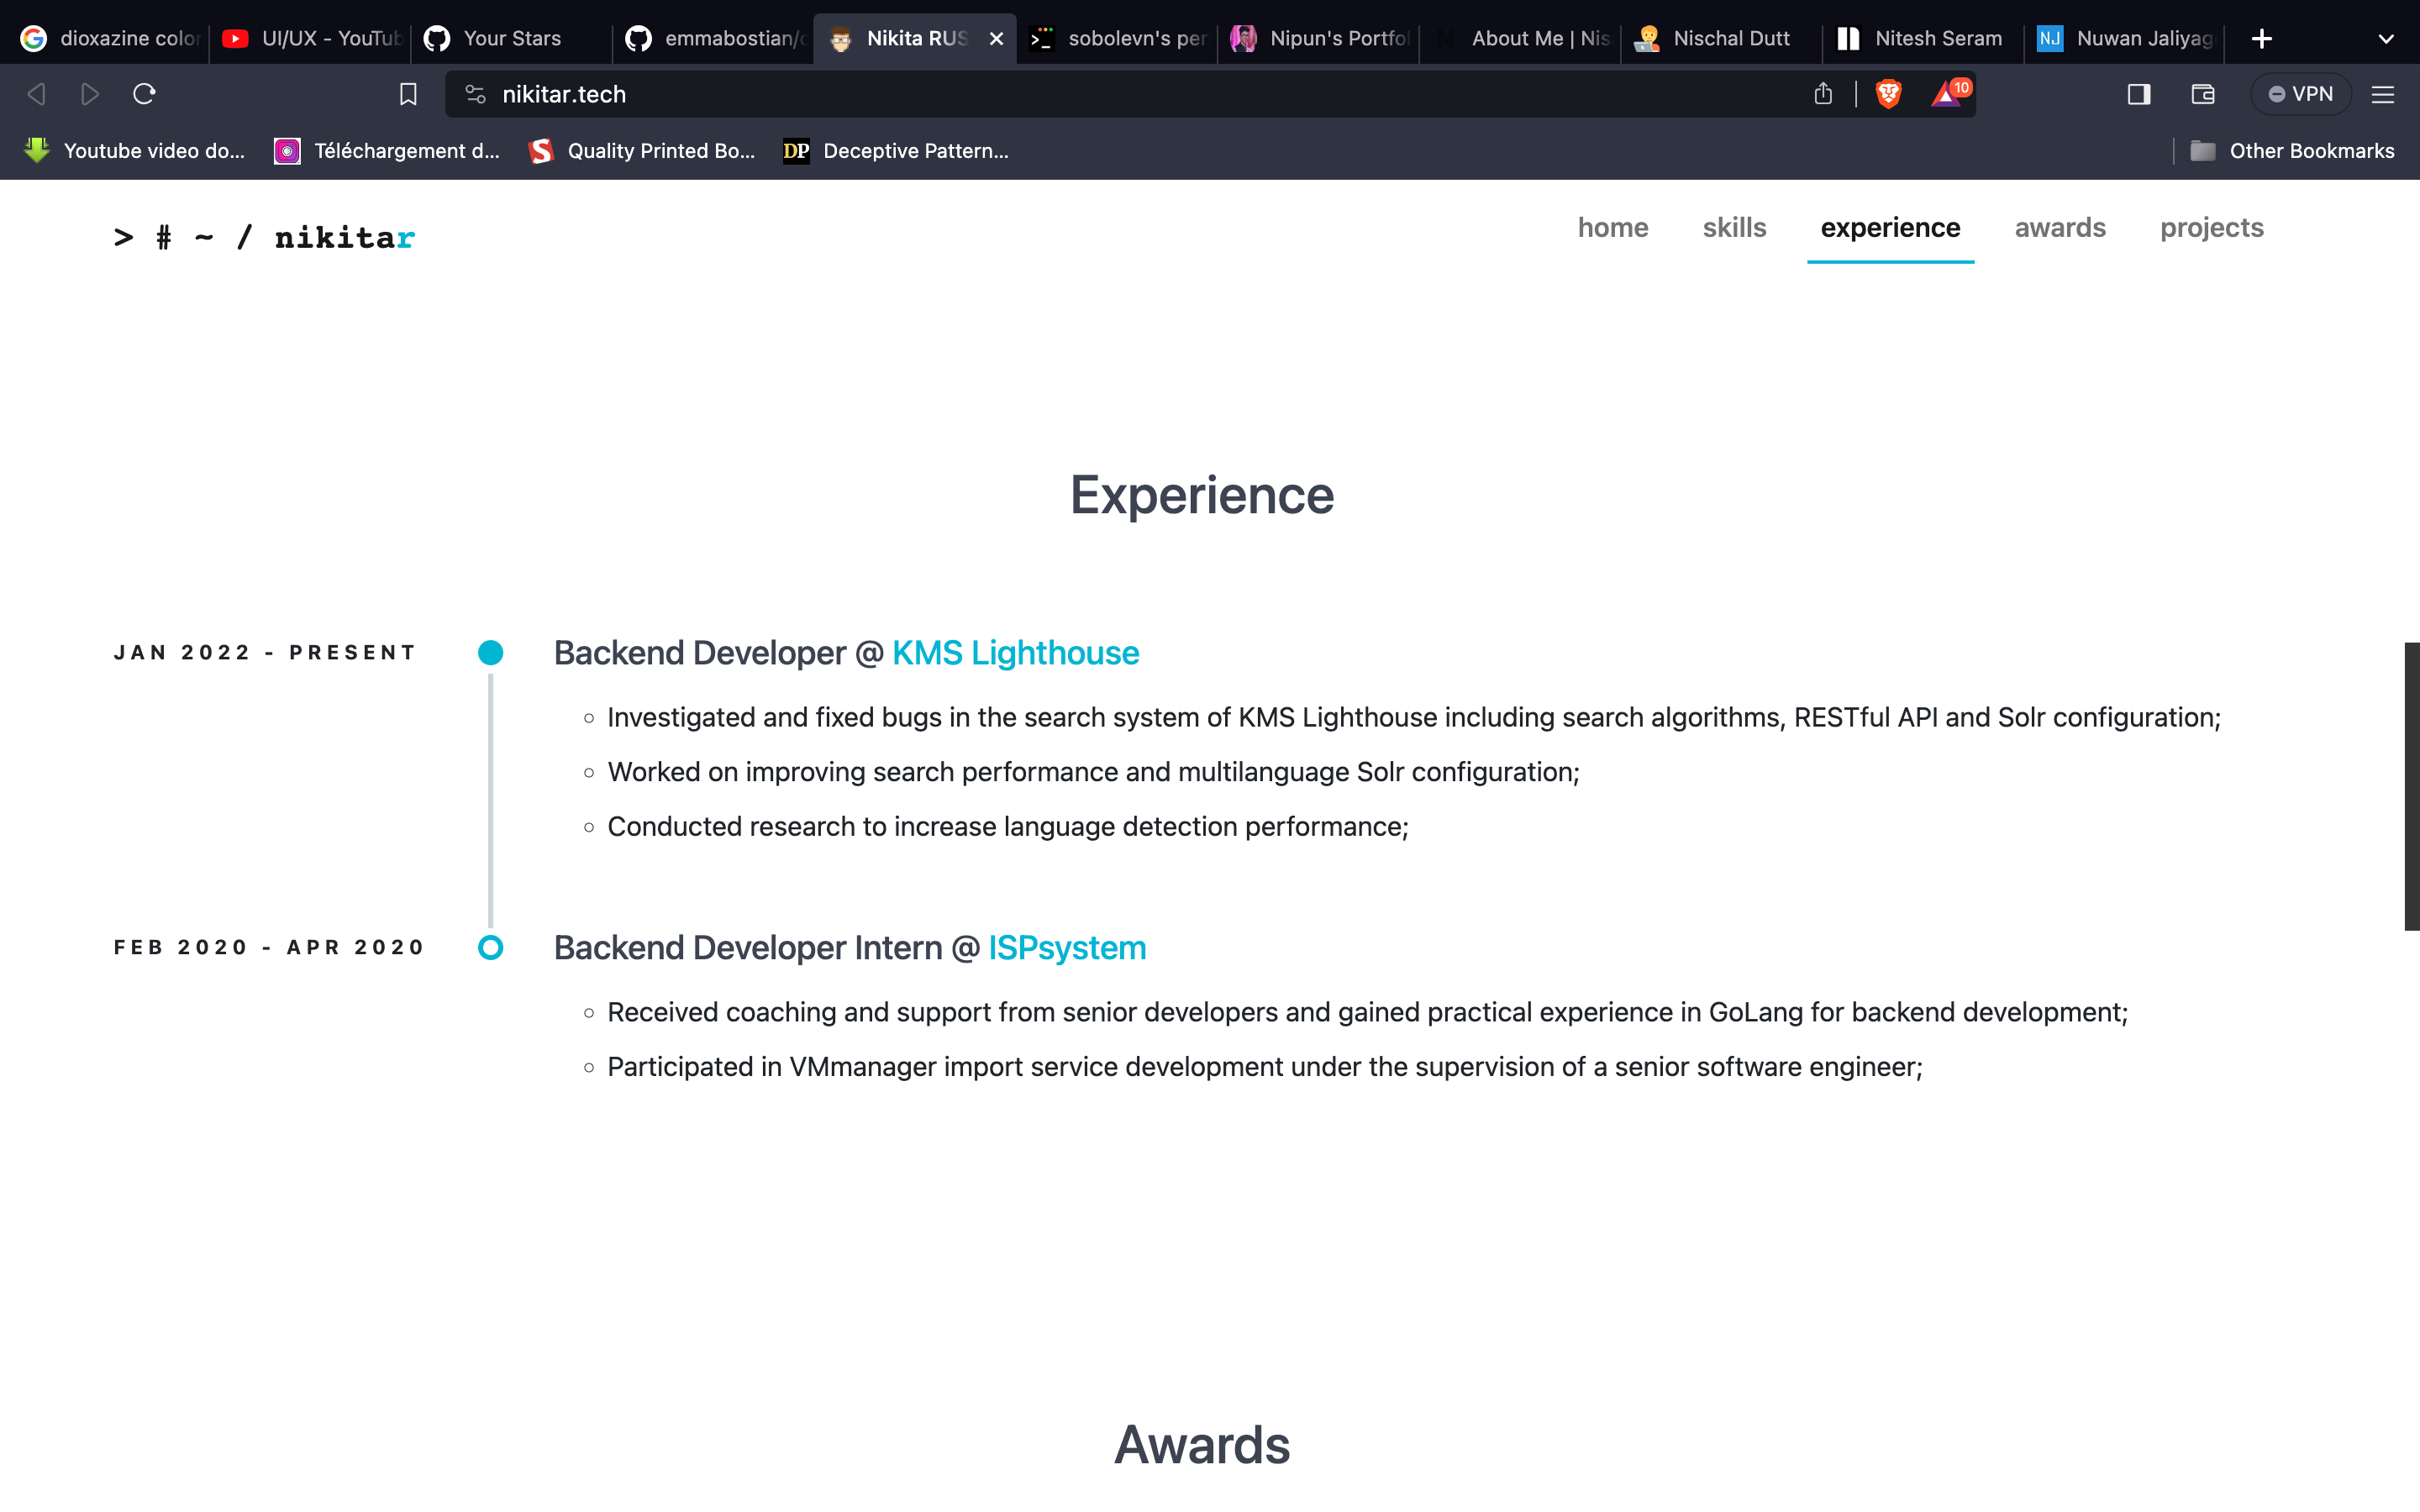 dioxazine color
UI/UX - YouTub
Your Stars
emmabostian/
Nikita RUS
sobolevn's per
Nipun's Portfol
About Me | Nis
Nischal Dutt
Nitesh Seram
NJ
Nuwan Jaliyag
nikitar.tech
10
VPN
Youtube video do...
Téléchargement d...
Quality Printed Bo...
DP
Deceptive Pattern...
Other Bookmarks
> # ~ / nikitar
home
skills
experience
awards
projects
Experience
JAN 2022 - PRESENT
Backend Developer @ KMS Lighthouse
Investigated and fixed bugs in the search system of KMS Lighthouse including search algorithms, RESTful API and Solr configuration;
Worked on improving search performance and multilanguage Solr configuration;
Conducted research to increase language detection performance;
FEB 2020 - APR 2020
Backend Developer Intern @ ISPsystem
Received coaching and support from senior developers and gained practical experience in GoLang for backend development;
Participated in VMmanager import service development under the supervision of a senior software engineer;
Awards